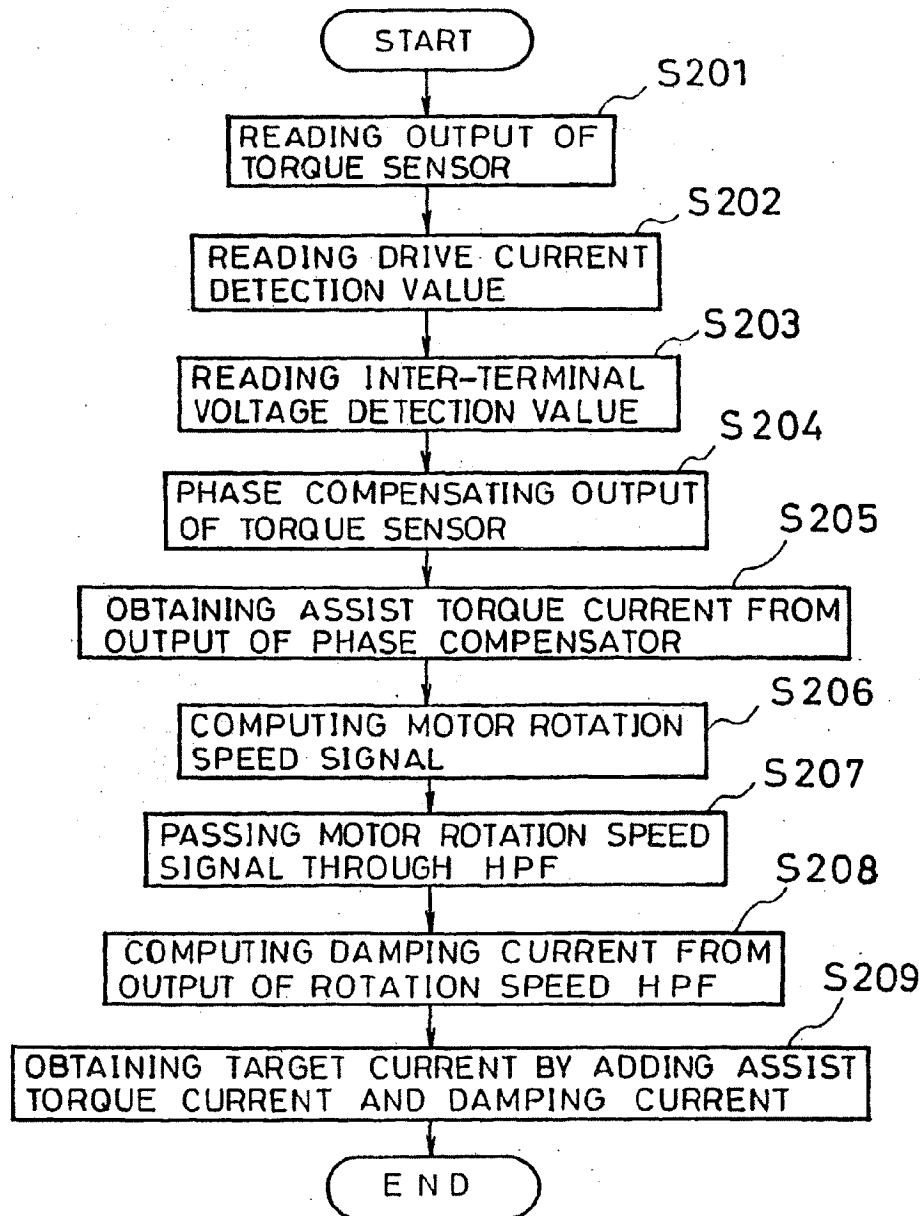 START
S201
READING OUTPUT OF
TORQUE SENSOR
S202
READING DRIVE CURRENT
DETECTION VALUE
S203
READING INTER-TERMINAL
VOLTAGE DETECTION VALUE
S204
PHASE COMPENSATING OUTPUT
OF TORQUE SENSOR
S205
OBTAINING ASSIST TORQUE CURRENT FROM
OUTPUT OF PHASE COMPENSATOR
S206
COMPUTING MOTOR ROTATION
SPEED SIGNAL
S207
PASSING MOTOR ROTATION SPEED
SIGNAL THROUGH HPF
S208
COMPUTING DAMPING CURRENT FROM
OUTPUT OF ROTATION SPEED HPF
S209
OBTAINING TARGET CURRENT BY ADDING ASSIST
TORQUE CURRENT AND DAMPING CURRENT
END